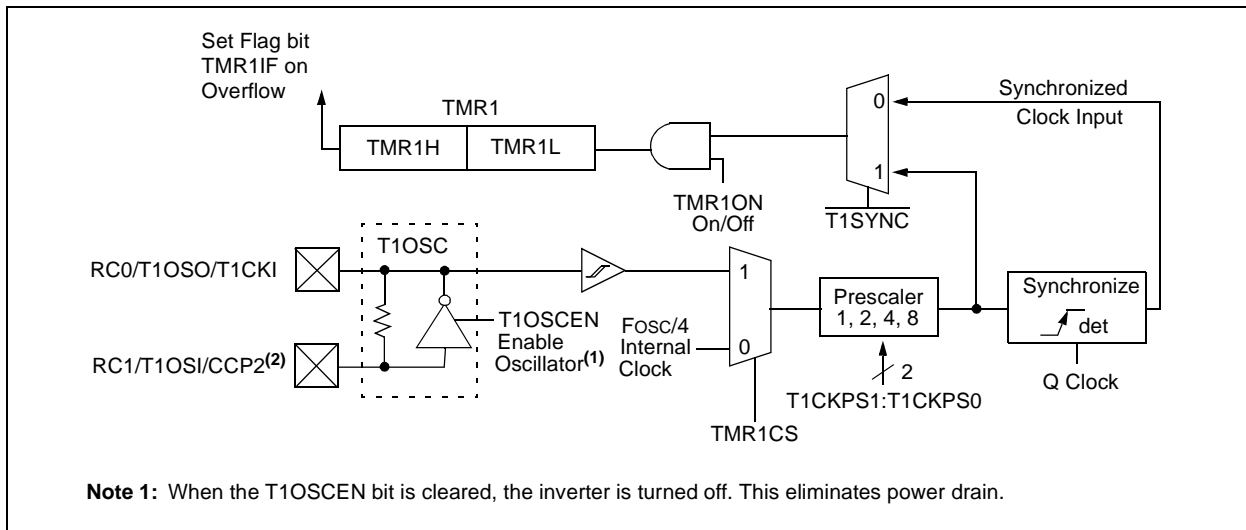 Set Flag bit
TMR1IF on
Overflow
TMR1
TMR1H
TMR1L
0
1
Synchronized
Clock Input
TMR1ON
On/Off
T1SYNC
T1OSC
RC0/T1OSO/T1CKI
RC1/T1OSI/CCP2(2)
T1OSCEN
Enable
Oscillator(1)
FOSC/4
Internal
Clock
1
0
TMR1CS
Prescaler
1, 2, 4, 8
2
T1CKPS1:T1CKPS0
Synchronize
det
Q Clock
Note 1: When the T1OSCEN bit is cleared, the inverter is turned off. This eliminates power drain.